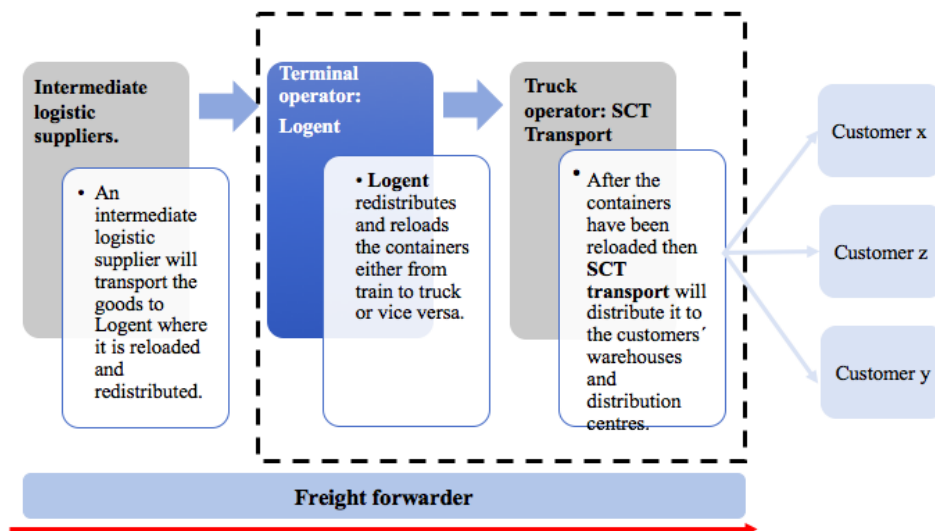 Intermediate
logistic
suppliers.
• An
intermediate
logistic
supplier will
transport the
goods to
Logent where
it is reloaded
and
redistributed.
Terminal
operator:
Logent
• Logent
redistributes
and reloads
the containers
either from
train to truck
or vice versa.
Truck
operator: SCT
Transport
• After the
containers
have been
reloaded then
SCT
transport will
distribute it to
the customers´
warehouses
and
distribution
centres.
Customer x
Customer z
Customer y
Freight forwarder